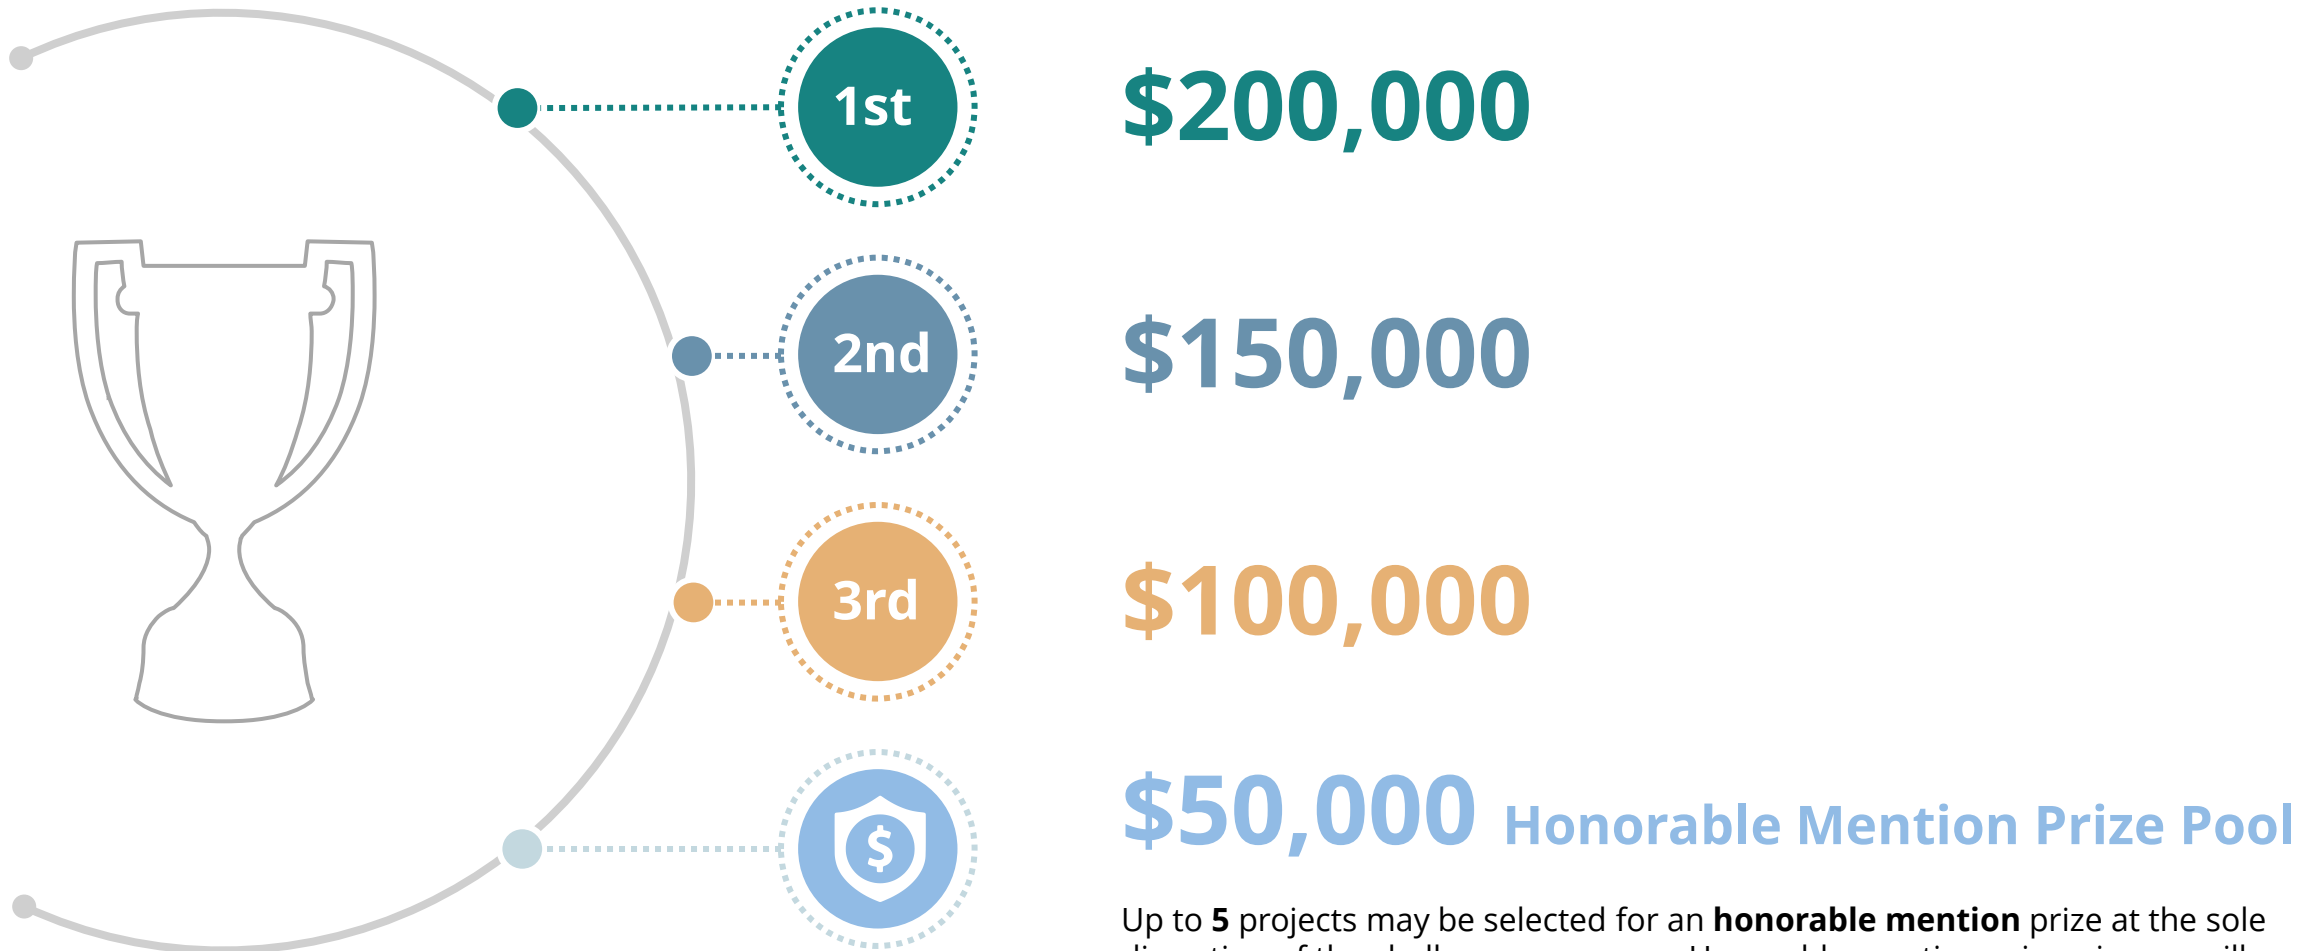 1st
$200,000
2nd
$150,000
3rd
$100,000
$
$50,000 Honorable Mention Prize Pool
Up to 5 projects may be selected for an honorable mention prize at the sole